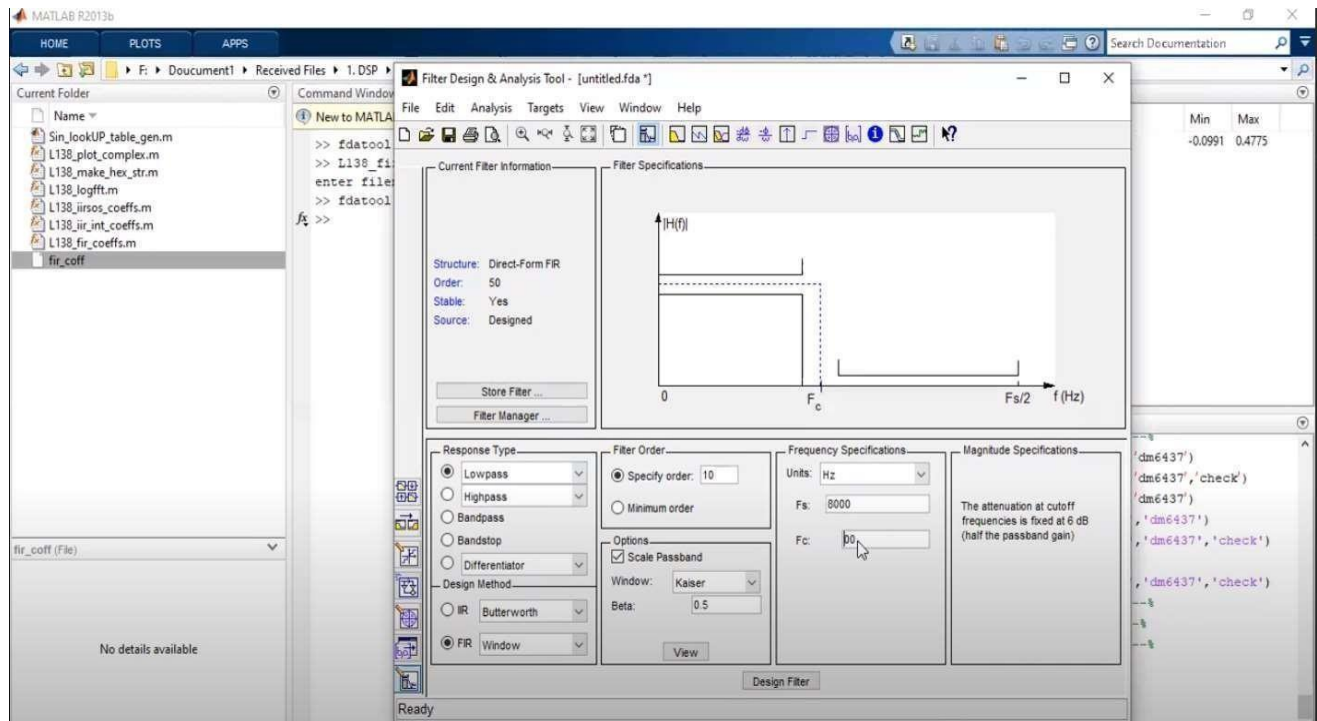 MATLAB R2013b
HOME PLOTS APPS
Search Documentation
F: Doucument1 Received Files 1. DSP
Current Folder
Name
Sin_lookUP_table_gen.m
L138_plot_complex.m
L138_make_hex_str.m
L138_logfft.m
L138_iirsos_coeffs.m
L138_iir_int_coeffs.m
L138_fir_coeffs.m
fir_coff
fir_coff (File)
No details available
Command Window
New to MATLA
>> fdatool
>> L138_fi
enter file
>> fdatool
fx >>
Filter Design & Analysis Tool - [untitled.fda *]
File Edit Analysis Targets View Window Help
Current Filter Information
Structure: Direct-Form FIR
Order: 50
Stable: Yes
Source: Designed
Store Filter ...
Filter Manager ...
Filter Specifications
|H(f)|
0 Fc Fs/2 f (Hz)
Response Type
Lowpass
Highpass
Bandpass
Bandstop
Differentiator
Design Method
IIR Butterworth
FIR Window
Filter Order
Specify order: 10
Minimum order
Options
Scale Passband
Window: Kaiser
Beta: 0.5
View
Frequency Specifications
Units: Hz
Fs: 8000
Fc: 00
Magnitude Specifications
The attenuation at cutoff
frequencies is fixed at 6 dB
(half the passband gain)
Design Filter
Ready
Min Max
-0.0991 0.4775
--%
'dm6437')
'dm6437','check')
'dm6437')
,'dm6437')
,'dm6437','check')
,'dm6437','check')
--%
-%
--%